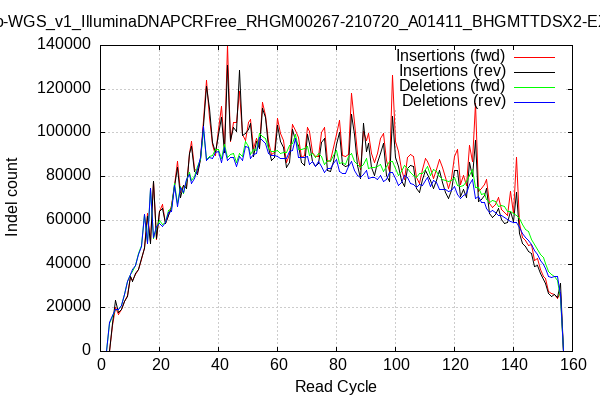 o-WGS_v1_IlluminaDNAPCRFree_RHGM00267-210720_A01411_BHGMTTDSX2-E
Insertions (fwd)
Insertions (rev)
Deletions (fwd)
Deletions (rev)
140000
120000
100000
80000
60000
40000
20000
0
Indel count
0 20 40 60 80 100 120 140 160
Read Cycle